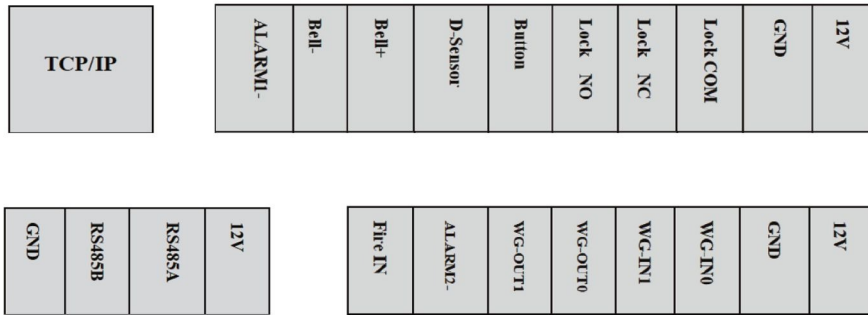 TCP/IP
ALARM1-
Bell-
Bell+
D-Sensor
Button
Lock NO
Lock NC
Lock COM
GND
12V
GND
RS485B
RS485A
12V
Fire IN
ALARM2-
WG-OUT1
WG-OUT0
WG-IN1
WG-IN0
GND
12V